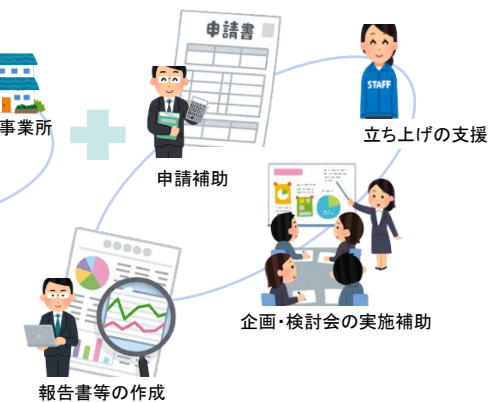 申請書
STAFF
事業所
立ち上げの支援
申請補助
企画・検討会の実施補助
報告書等の作成